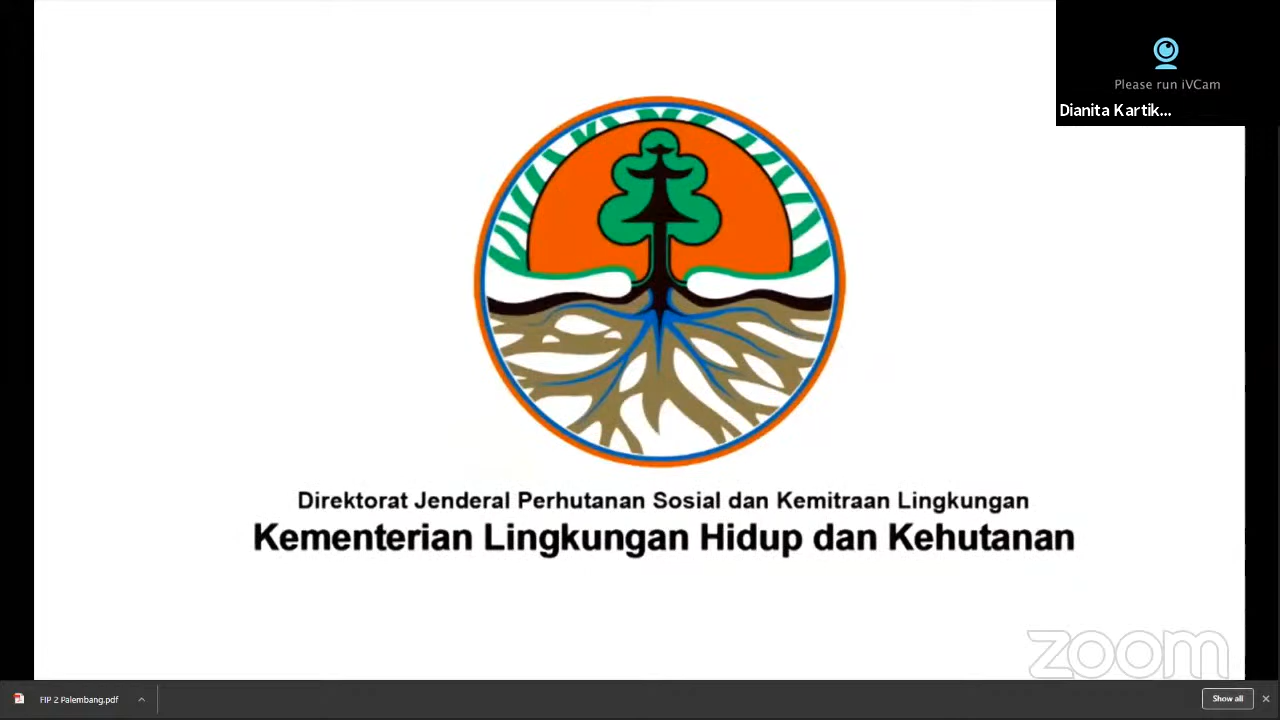 Please run iVCam
Dianita Kartik...
Direktorat Jenderal Perhutanan Sosial dan Kemitraan Lingkungan
Kementerian Lingkungan Hidup dan Kehutanan
zoom
FIP 2 Palembang.pdf
Show all